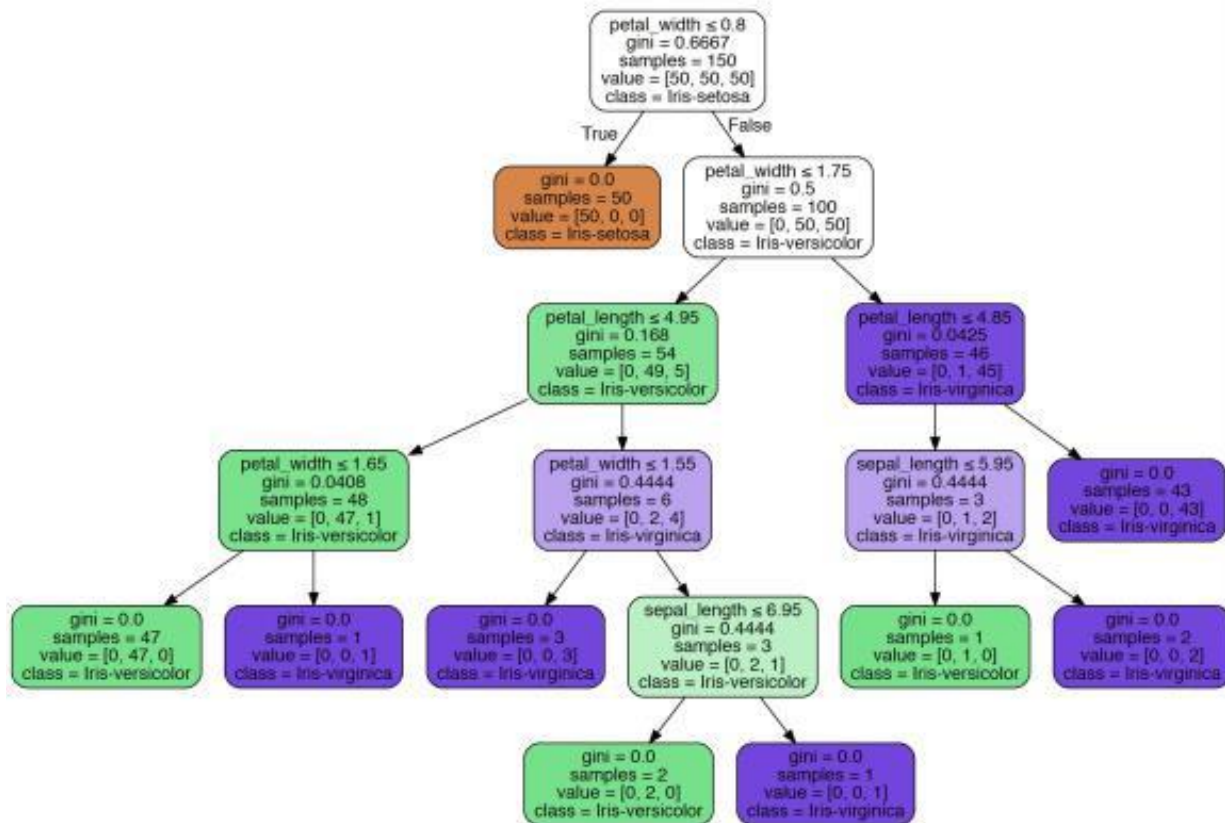 petal_width ≤ 0.8
gini = 0.6667
samples = 150
value = [50, 50, 50]
class = Iris-setosa
True
False
gini = 0.0
samples = 50
value = [50, 0, 0]
class = Iris-setosa
petal_width ≤ 1.75
gini = 0.5
samples = 100
value = [0, 50, 50]
class = Iris-versicolor
petal_length ≤ 4.95
gini = 0.168
samples = 54
value = [0, 49, 5]
class = Iris-versicolor
petal_length ≤ 4.85
gini = 0.0425
samples = 46
value = [0, 1, 45]
class = Iris-virginica
petal_width ≤ 1.65
gini = 0.0408
samples = 48
value = [0, 47, 1]
class = Iris-versicolor
petal_width ≤ 1.55
gini = 0.4444
samples = 6
value = [0, 2, 4]
class = Iris-virginica
sepal_length ≤ 5.95
gini = 0.4444
samples = 3
value = [0, 1, 2]
class = Iris-virginica
gini = 0.0
samples = 43
value = [0, 0, 43]
class = Iris-virginica
gini = 0.0
samples = 47
value = [0, 47, 0]
class = Iris-versicolor
gini = 0.0
samples = 1
value = [0, 0, 1]
class = Iris-virginica
gini = 0.0
samples = 3
value = [0, 0, 3]
class = Iris-virginica
sepal_length ≤ 6.95
gini = 0.4444
samples = 3
value = [0, 2, 1]
class = Iris-versicolor
gini = 0.0
samples = 1
value = [0, 1, 0]
class = Iris-versicolor
gini = 0.0
samples = 2
value = [0, 0, 2]
class = Iris-virginica
gini = 0.0
samples = 2
value = [0, 2, 0]
class = Iris-versicolor
gini = 0.0
samples = 1
value = [0, 0, 1]
class = Iris-virginica